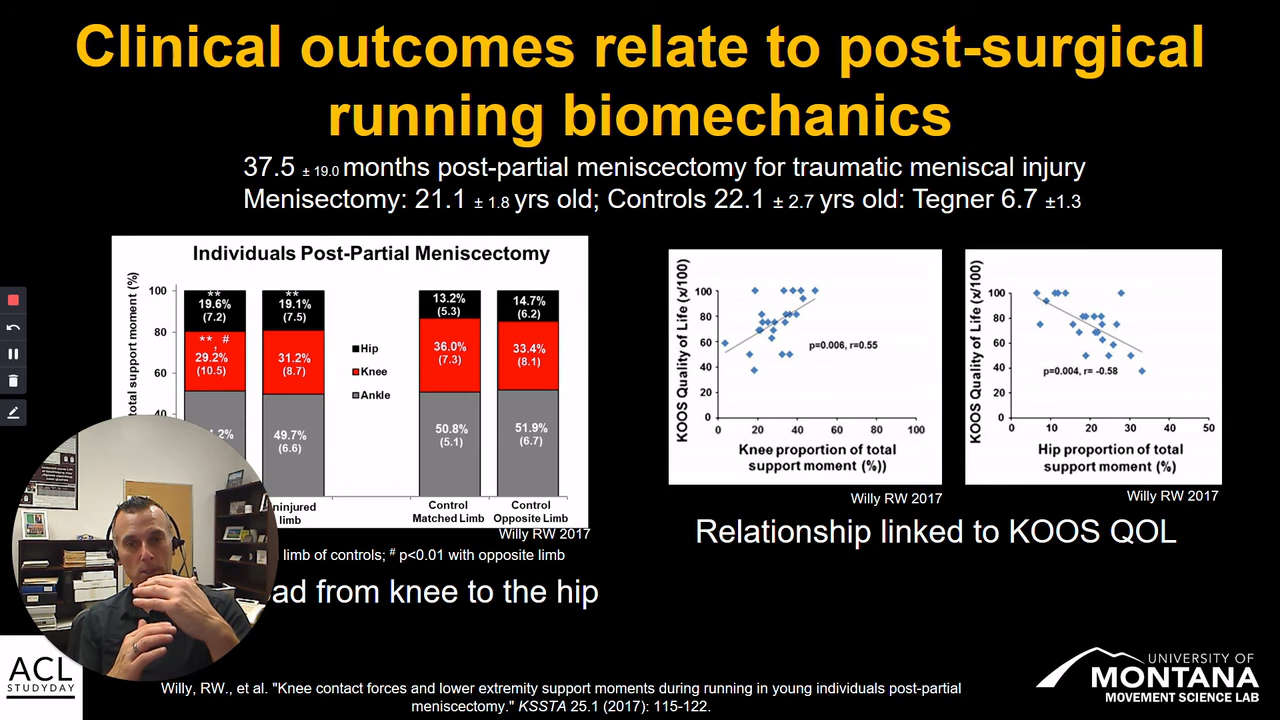 Clinical outcomes relate to post-surgical
running biomechanics
37.5 ± 19.0 months post-partial meniscectomy for traumatic meniscal injury
Menisectomy: 21.1 ± 1.8 yrs old; Controls 22.1 ± 2.7 yrs old: Tegner 6.7 ±1.3
Individuals Post-Partial Meniscectomy
total support moment (%)
100
80
60
40
**
19.6%
(7.2)
**, #
29.2%
(10.5)
**
19.1%
(7.5)
31.2%
(8.7)
49.7%
(6.6)
Hip
Knee
Ankle
13.2%
(5.3)
36.0%
(7.3)
50.8%
(5.1)
14.7%
(6.2)
33.4%
(8.1)
51.9%
(6.7)
limb
Control
Matched Limb
Control
Opposite Limb
Willy RW 2017
limb of controls; # p<0.01 with opposite limb
from knee to the hip
KOOS Quality of Life (x/100)
100
80
60
40
20
0
p=0.006, r=0.55
0 20 40 60 80 100
Knee proportion of total
support moment (%))
Willy RW 2017
KOOS Quality of Life (x/100)
100
80
60
40
20
0
p=0.004, r= -0.58
0 10 20 30 40 50
Hip proportion of total
support moment (%)
Willy RW 2017
Relationship linked to KOOS QOL
ACL
STUDYDAY
Willy, RW., et al. "Knee contact forces and lower extremity support moments during running in young individuals post-partial
meniscectomy." KSSTA 25.1 (2017): 115-122.
UNIVERSITY OF
MONTANA
MOVEMENT SCIENCE LAB